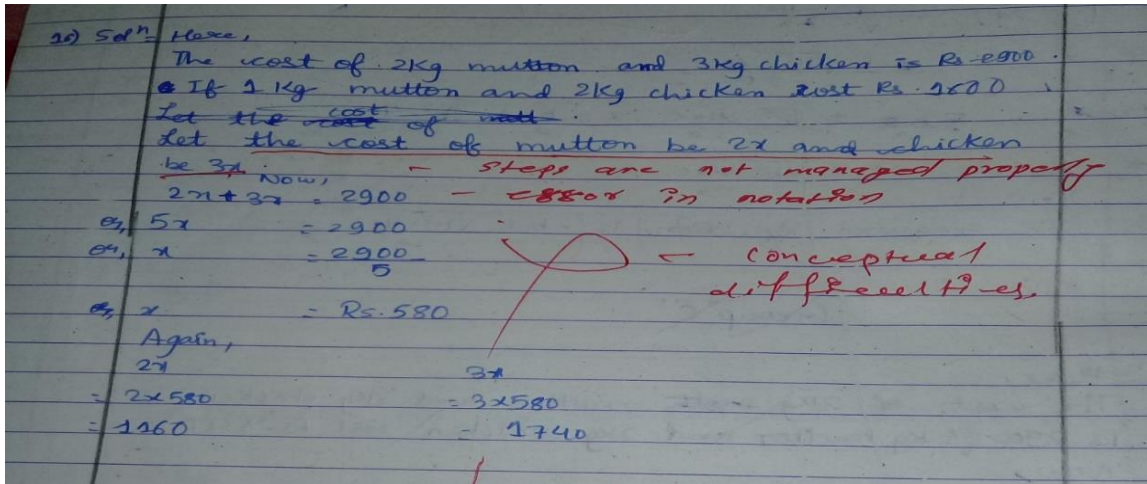 10) Solⁿ= Here,
The cost of 2Kg mutton and 3Kg chicken is Rs 2900.
If 1 Kg mutton and 2Kg chicken cost Rs. 1600
Let the cost of
Let the cost of mutton be 2x and chicken
be 3x. - steps are not managed properly
Now,
2x + 3x = 2900 - error in notation
or, 5x = 2900
or, x = 2900/5 - conceptual
difficulties.
or, x = Rs. 580
Again,
2x 3x
= 2x580 = 3x580
= 1160 = 1740